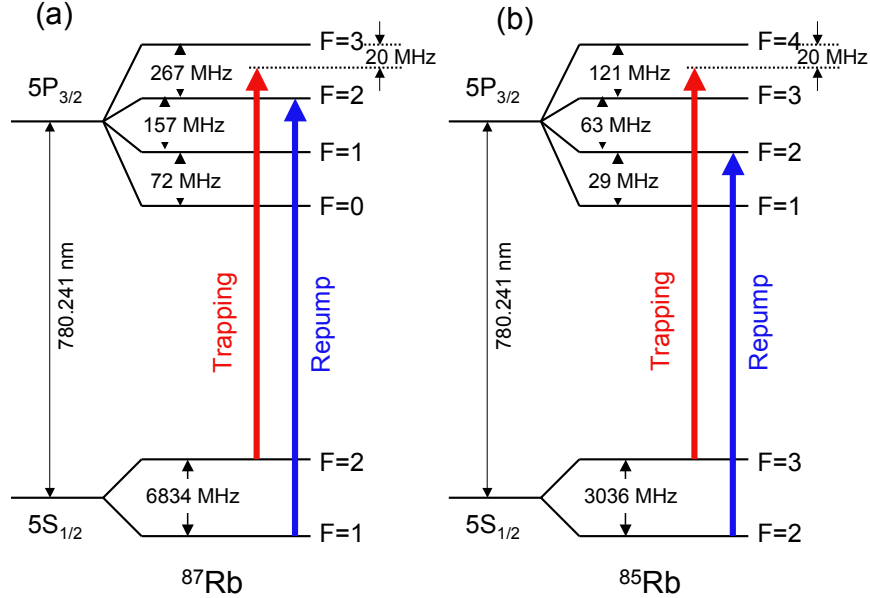 (a)
F=3
20 MHz
267 MHz
5P3/2
F=2
157 MHz
F=1
72 MHz
F=0
780.241 nm
Trapping
Repump
F=2
6834 MHz
5S1/2
F=1
87Rb
(b)
F=4
20 MHz
121 MHz
5P3/2
F=3
63 MHz
F=2
29 MHz
F=1
780.241 nm
Trapping
Repump
F=3
3036 MHz
5S1/2
F=2
85Rb